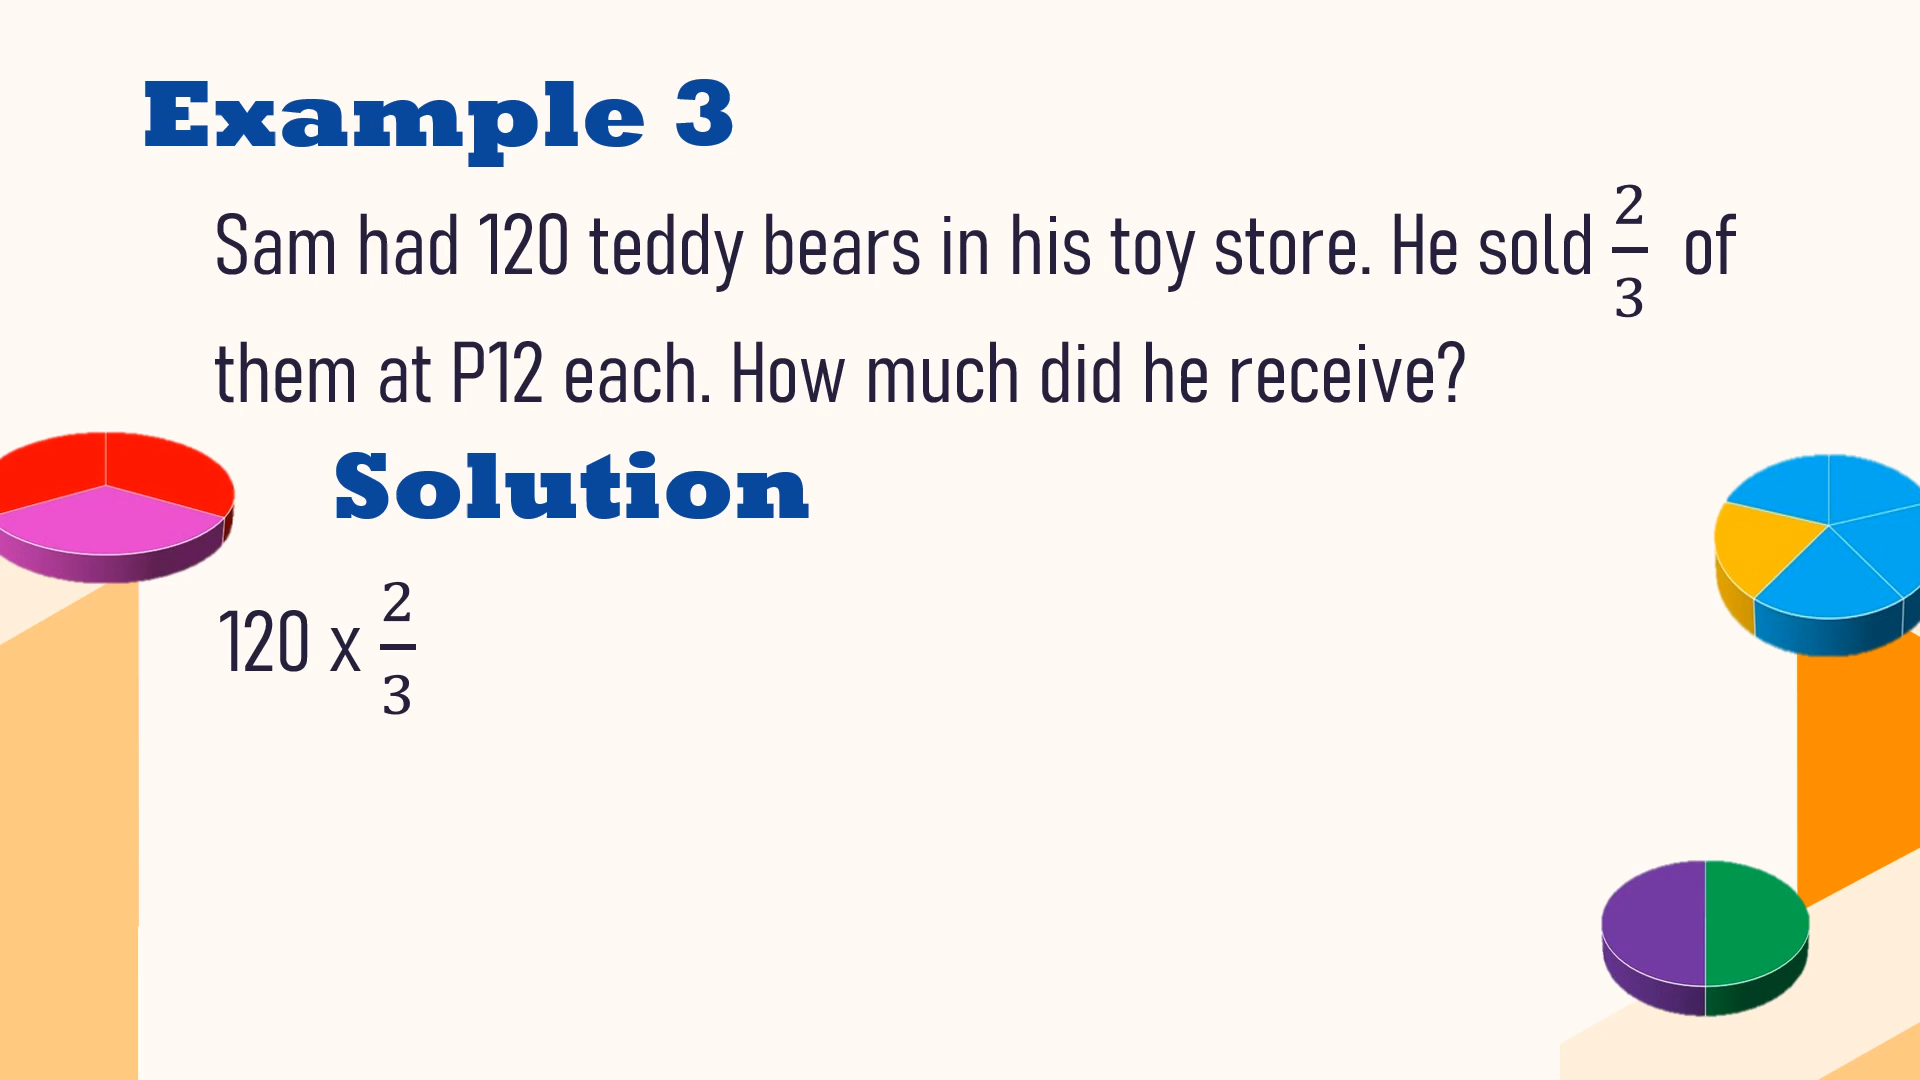 Example 3
Sam had 120 teddy bears in his toy store. He sold 2/3 of
them at P12 each. How much did he receive?
Solution
120 x 2/3